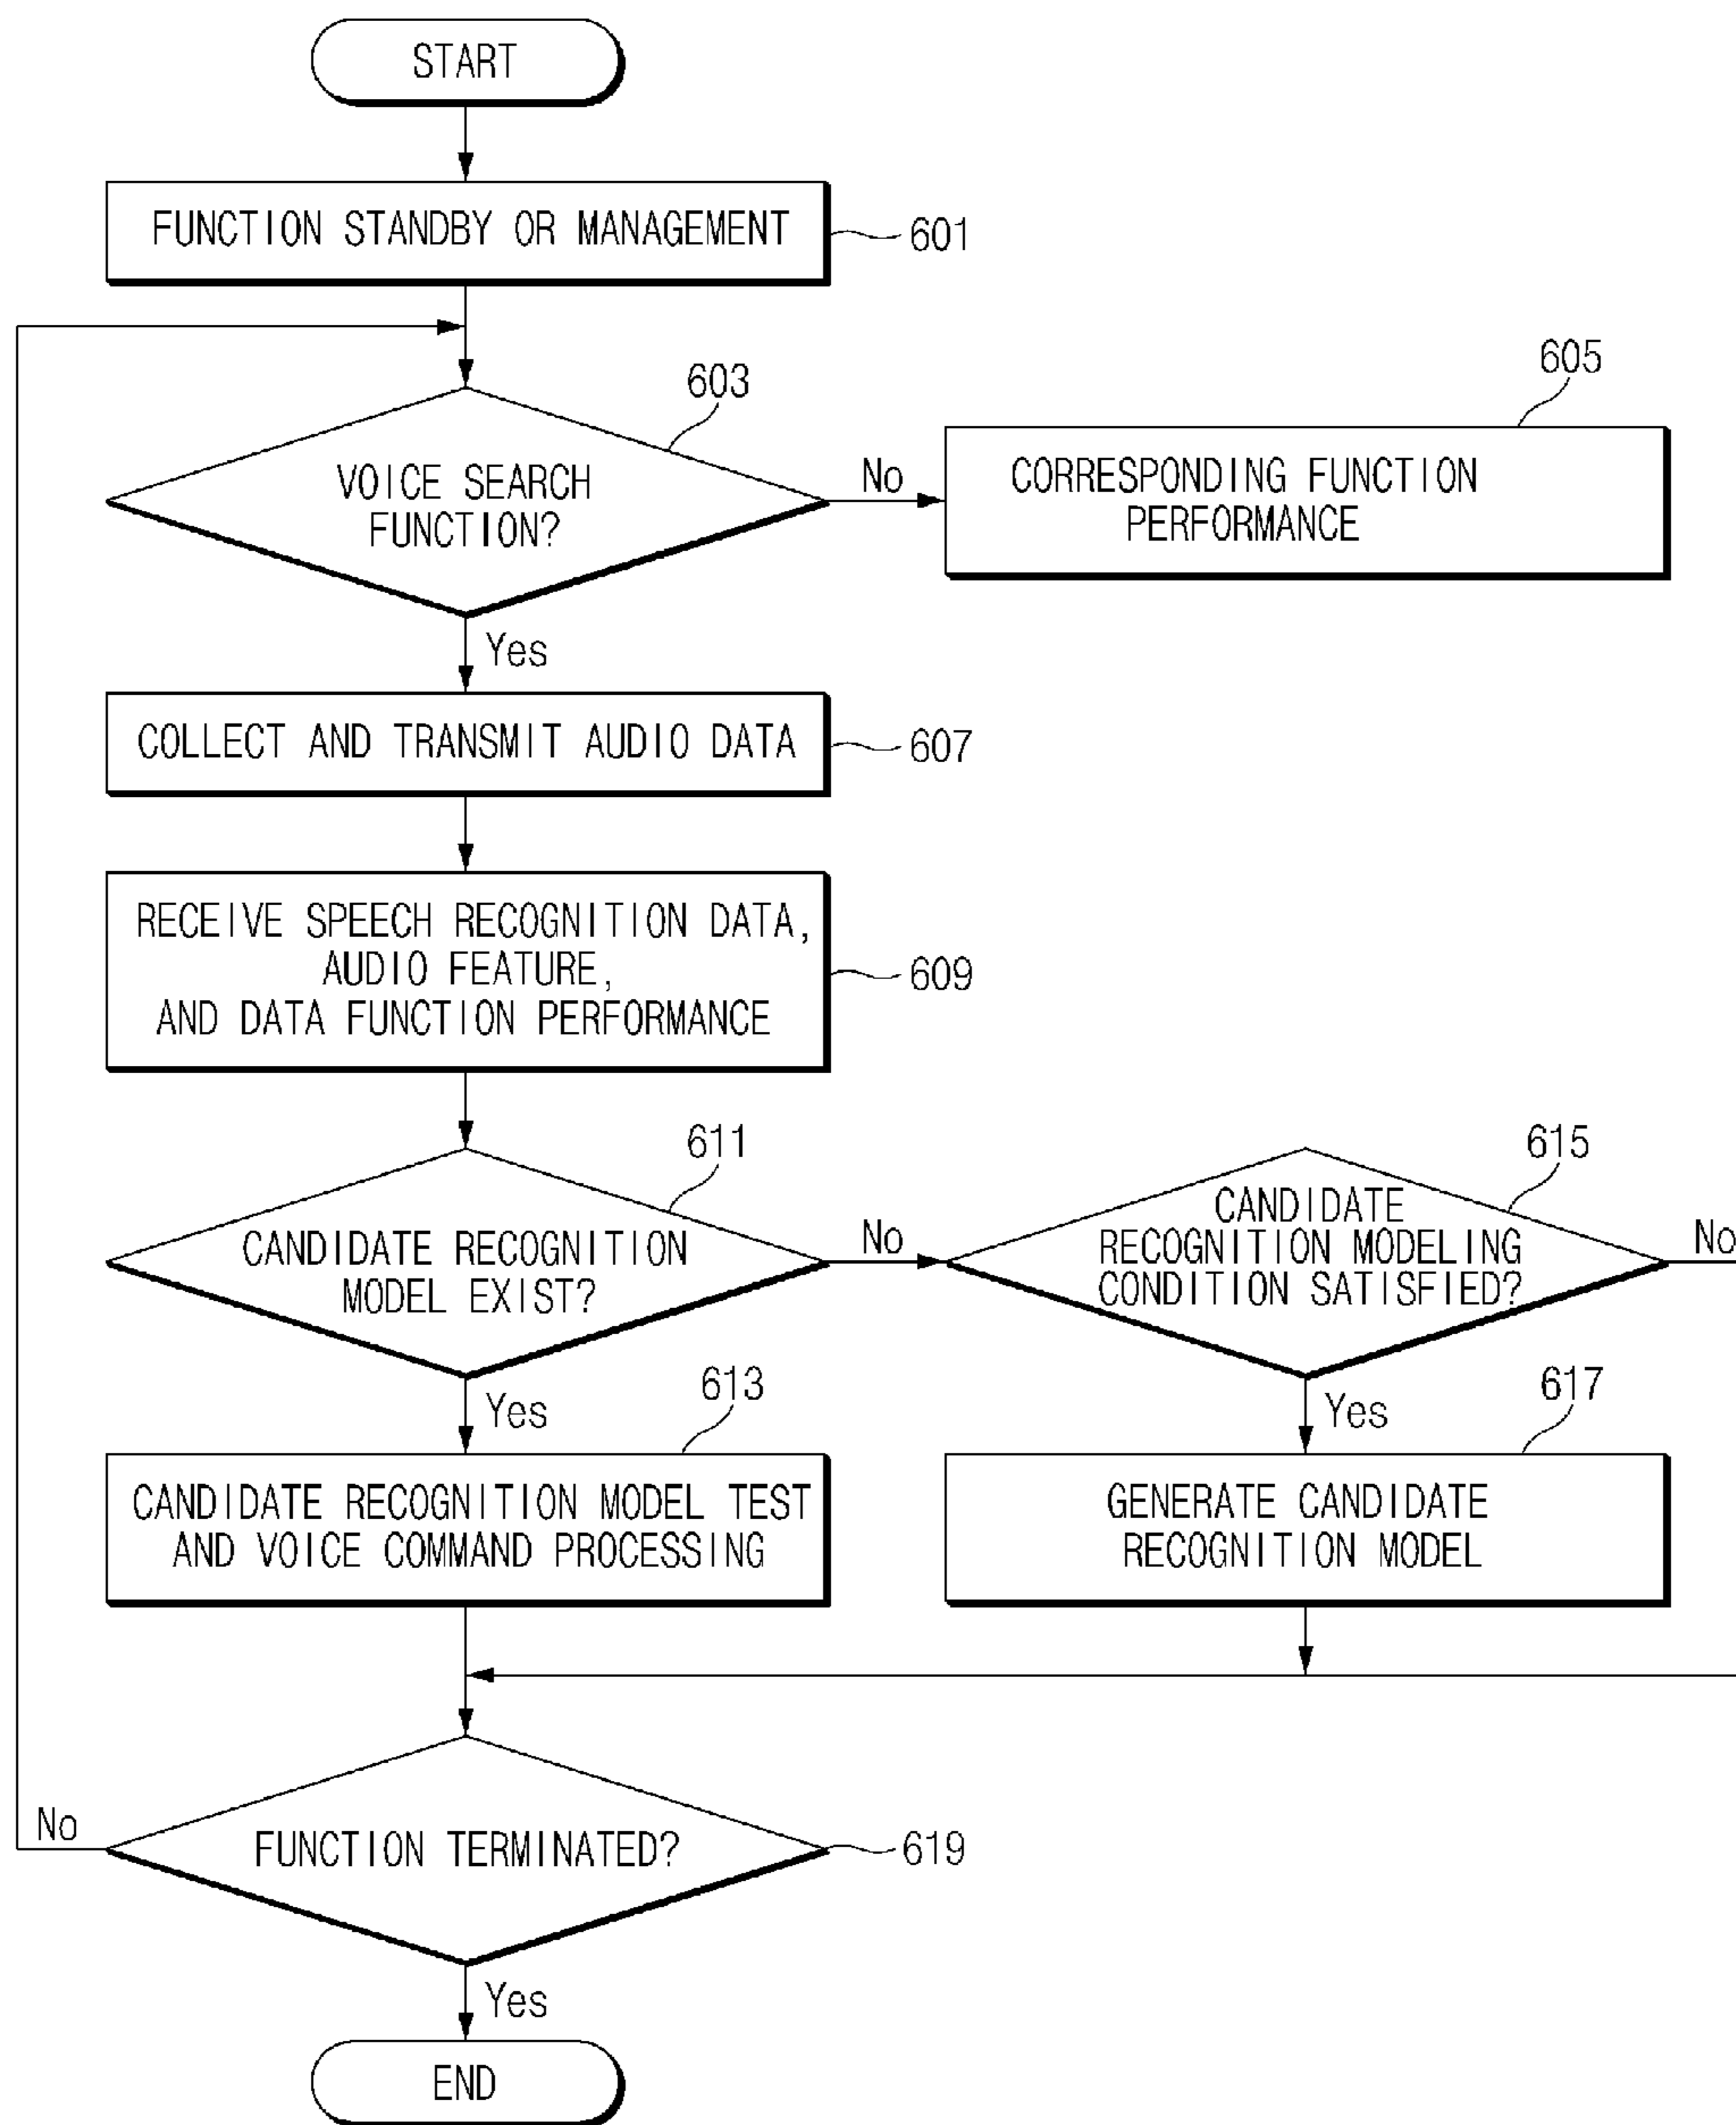 START
FUNCTION STANDBY OR MANAGEMENT
601
603
VOICE SEARCH
FUNCTION?
No
605
CORRESPONDING FUNCTION
PERFORMANCE
Yes
COLLECT AND TRANSMIT AUDIO DATA
607
RECEIVE SPEECH RECOGNITION DATA,
AUDIO FEATURE,
AND DATA FUNCTION PERFORMANCE
609
611
CANDIDATE RECOGNITION
MODEL EXIST?
No
615
CANDIDATE
RECOGNITION MODELING
CONDITION SATISFIED?
No
Yes
613
CANDIDATE RECOGNITION MODEL TEST
AND VOICE COMMAND PROCESSING
Yes
617
GENERATE CANDIDATE
RECOGNITION MODEL
No
FUNCTION TERMINATED?
619
Yes
END